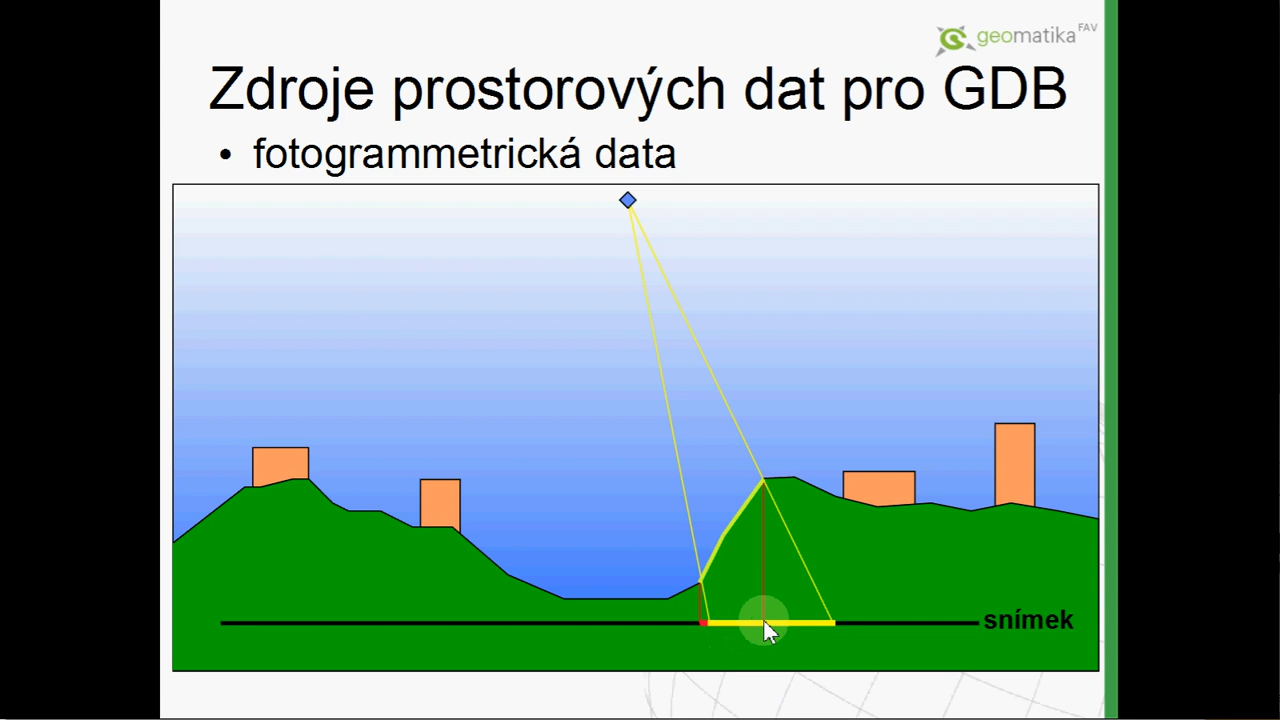 geomatika FAV
Zdroje prostorových dat pro GDB
• fotogrammetrická data
snímek